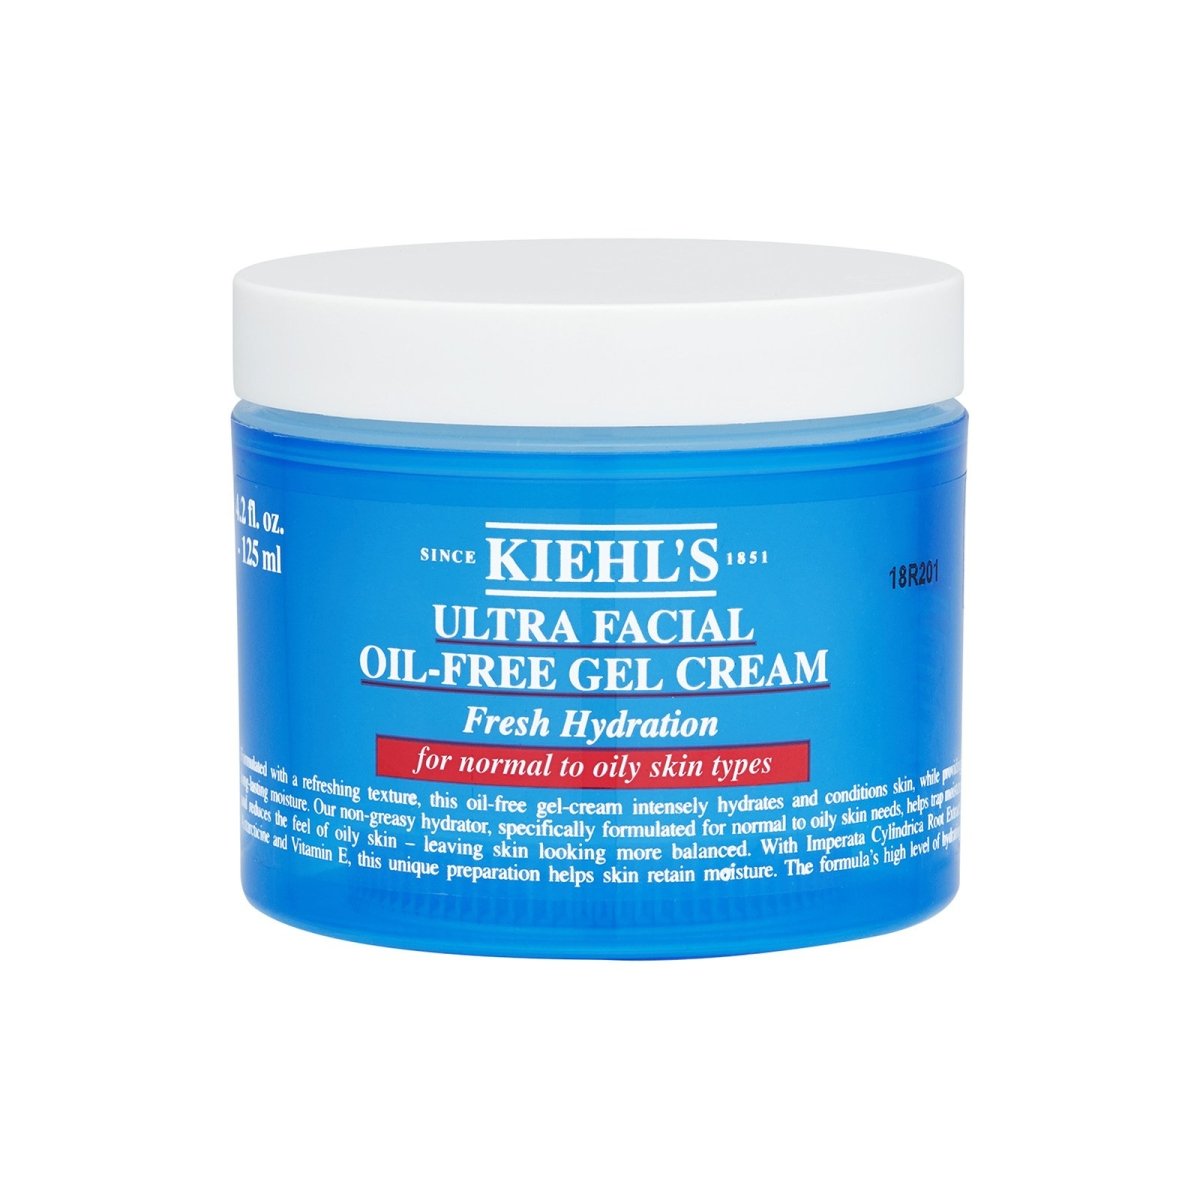 4.2 fl. oz.
- 125 ml
SINCE KIEHL'S 1851
18R201
ULTRA FACIAL
OIL-FREE GEL CREAM
Fresh Hydration
for normal to oily skin types
with a refreshing texture, this oil-free gel-cream intensely hydrates and conditions skin, while
moisture. Our non-greasy hydrator, specifically formulated for normal to oily skin needs, helps trap
reduces the feel of oily skin – leaving skin looking more balanced. With Imperata Cylindrica Root
and Vitamin E, this unique preparation helps skin retain moisture. The formula's high level of